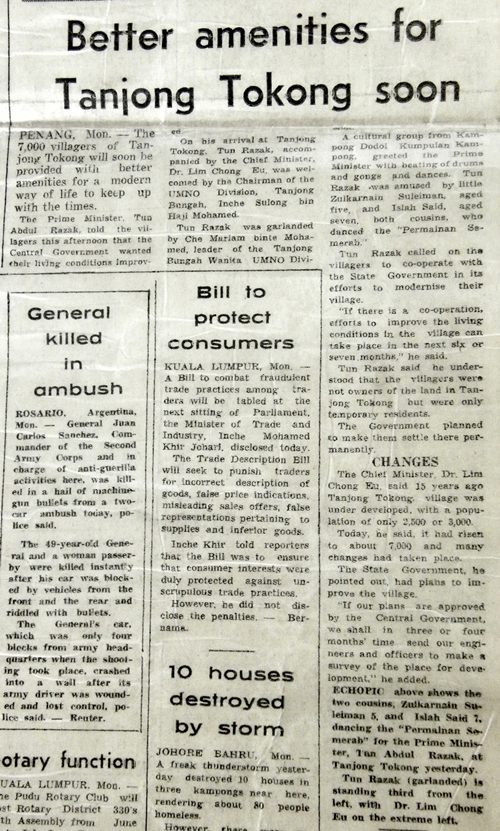 Better amenities for
Tanjong Tokong soon
PENANG, Mon. — The
7,000 villagers of Tan-
jong Tokong will soon be
provided with better
amenities for a modern
way of life to keep up
with the times.
The Prime Minister, Tun
Abdul Razak, told the vil-
lagers this afternoon that the
Central Government wanted
their living conditions improv-
ed
On his arrival at Tanjong
Tokong, Tun Razak, accom-
panied by the Chief Minister,
Dr. Lim Chong Eu, was wel-
comed by the Chairman of the
UMNO Division, Tanjong
Bungah, Inche Sulong bin
Haji Mohamed.
Tun Razak was garlanded
by Che Mariam binte Moha-
med, leader of the Tanjong
Bungah Wanita UMNO Divi-
A cultural group from Kam-
pong Dodol Kumpulan Kam-
pong, greeted the Prime
Minister with beating of drums
and gongs and dances. Tun
Razak was amused by little
Zulkarnain Suleiman, aged
five, and Islah Said, aged
seven, both cousins, who
danced the "Permainan Se-
merah."
Tun Razak called on the
villagers to co-operate with
the State Government in its
efforts to modernise their
village.
"If there is a co-operation,
efforts to improve the living
conditions in the village can
take place in the next six or
seven months," he said.
Tun Razak said he under-
stood that the villagers were
not owners of the land in Tan-
jong Tokong but were only
temporary residents.
The Government planned
to make them settle there per-
manently.
CHANGES
The Chief Minister, Dr. Lim
Chong Eu, said 15 years ago
Tanjong Tokong, village was
under developed, with a popu-
lation of only 2,500 or 3,000.
Today, he said, it had risen
to about 7,000 and many
changes had taken place.
The State Government, he
pointed out, had plans to im-
prove the village.
"If our plans are approved
by the Central Government,
we shall in three or four
months' time send our eng-
ineers and officers to make a
survey of the place for deve-
lopment," he added.
ECHOPIC above shows the
two cousins, Zulkarnain Su-
leiman 5, and Islah Said 7,
dancing the "Permainan Se-
merah" for the Prime Minis-
ter, Tun Abdul Razak, at
Tanjong Tokong yesterday.
Tun Razak (garlanded) is
standing third from the
left, with Dr. Lim Chong
Eu on the extreme left.
General
killed
in
ambush
ROSARIO, Argentina,
Mon. — General Juan
Carlos Sanchez, Com-
mander of the Second
Army Corps and in
charge of anti-guerilla
activities here, was kill-
ed in a hail of machine-
gun bullets from a two-
car ambush today, po-
lice said.
The 49-year-old Gene-
ral and a woman passer-
by were killed instantly
after his car was block-
ed by vehicles from the
front and the rear and
riddled with bullets.
The General's car,
which was only four
blocks from army head-
quarters when the shoot-
ing took place, crashed
into a wall after its
army driver was wound-
ed and lost control, po-
lice said. — Reuter.
Bill to
protect
consumers
KUALA LUMPUR, Mon. —
A Bill to combat fraudulent
trade practices among tra-
ders will be tabled at the
next sitting of Parliament,
the Minister of Trade and
Industry, Inche Mohamed
Khir Johari, disclosed today.
The Trade Description Bill
will seek to punish traders
for incorrect description of
goods, false price indications,
misleading sales offers, false
representations pertaining to
supplies and inferior goods.
Inche Khir told reporters
that the Bill was to ensure
that consumer interests were
duly protected against un-
scrupulous trade practices.
However, he did not dis-
close the penalties. — Ber-
nama.
10 houses
destroyed
by storm
JOHORE BAHRU, Mon. —
A freak thunderstorm yester-
day destroyed 10 houses in
three kampongs near here,
rendering about 80 people
homeless.
However
otary function
UALA LUMPUR, Mon. —
he Pudu Rotary Club will
ost Rotary District 330's
th Assembly from June